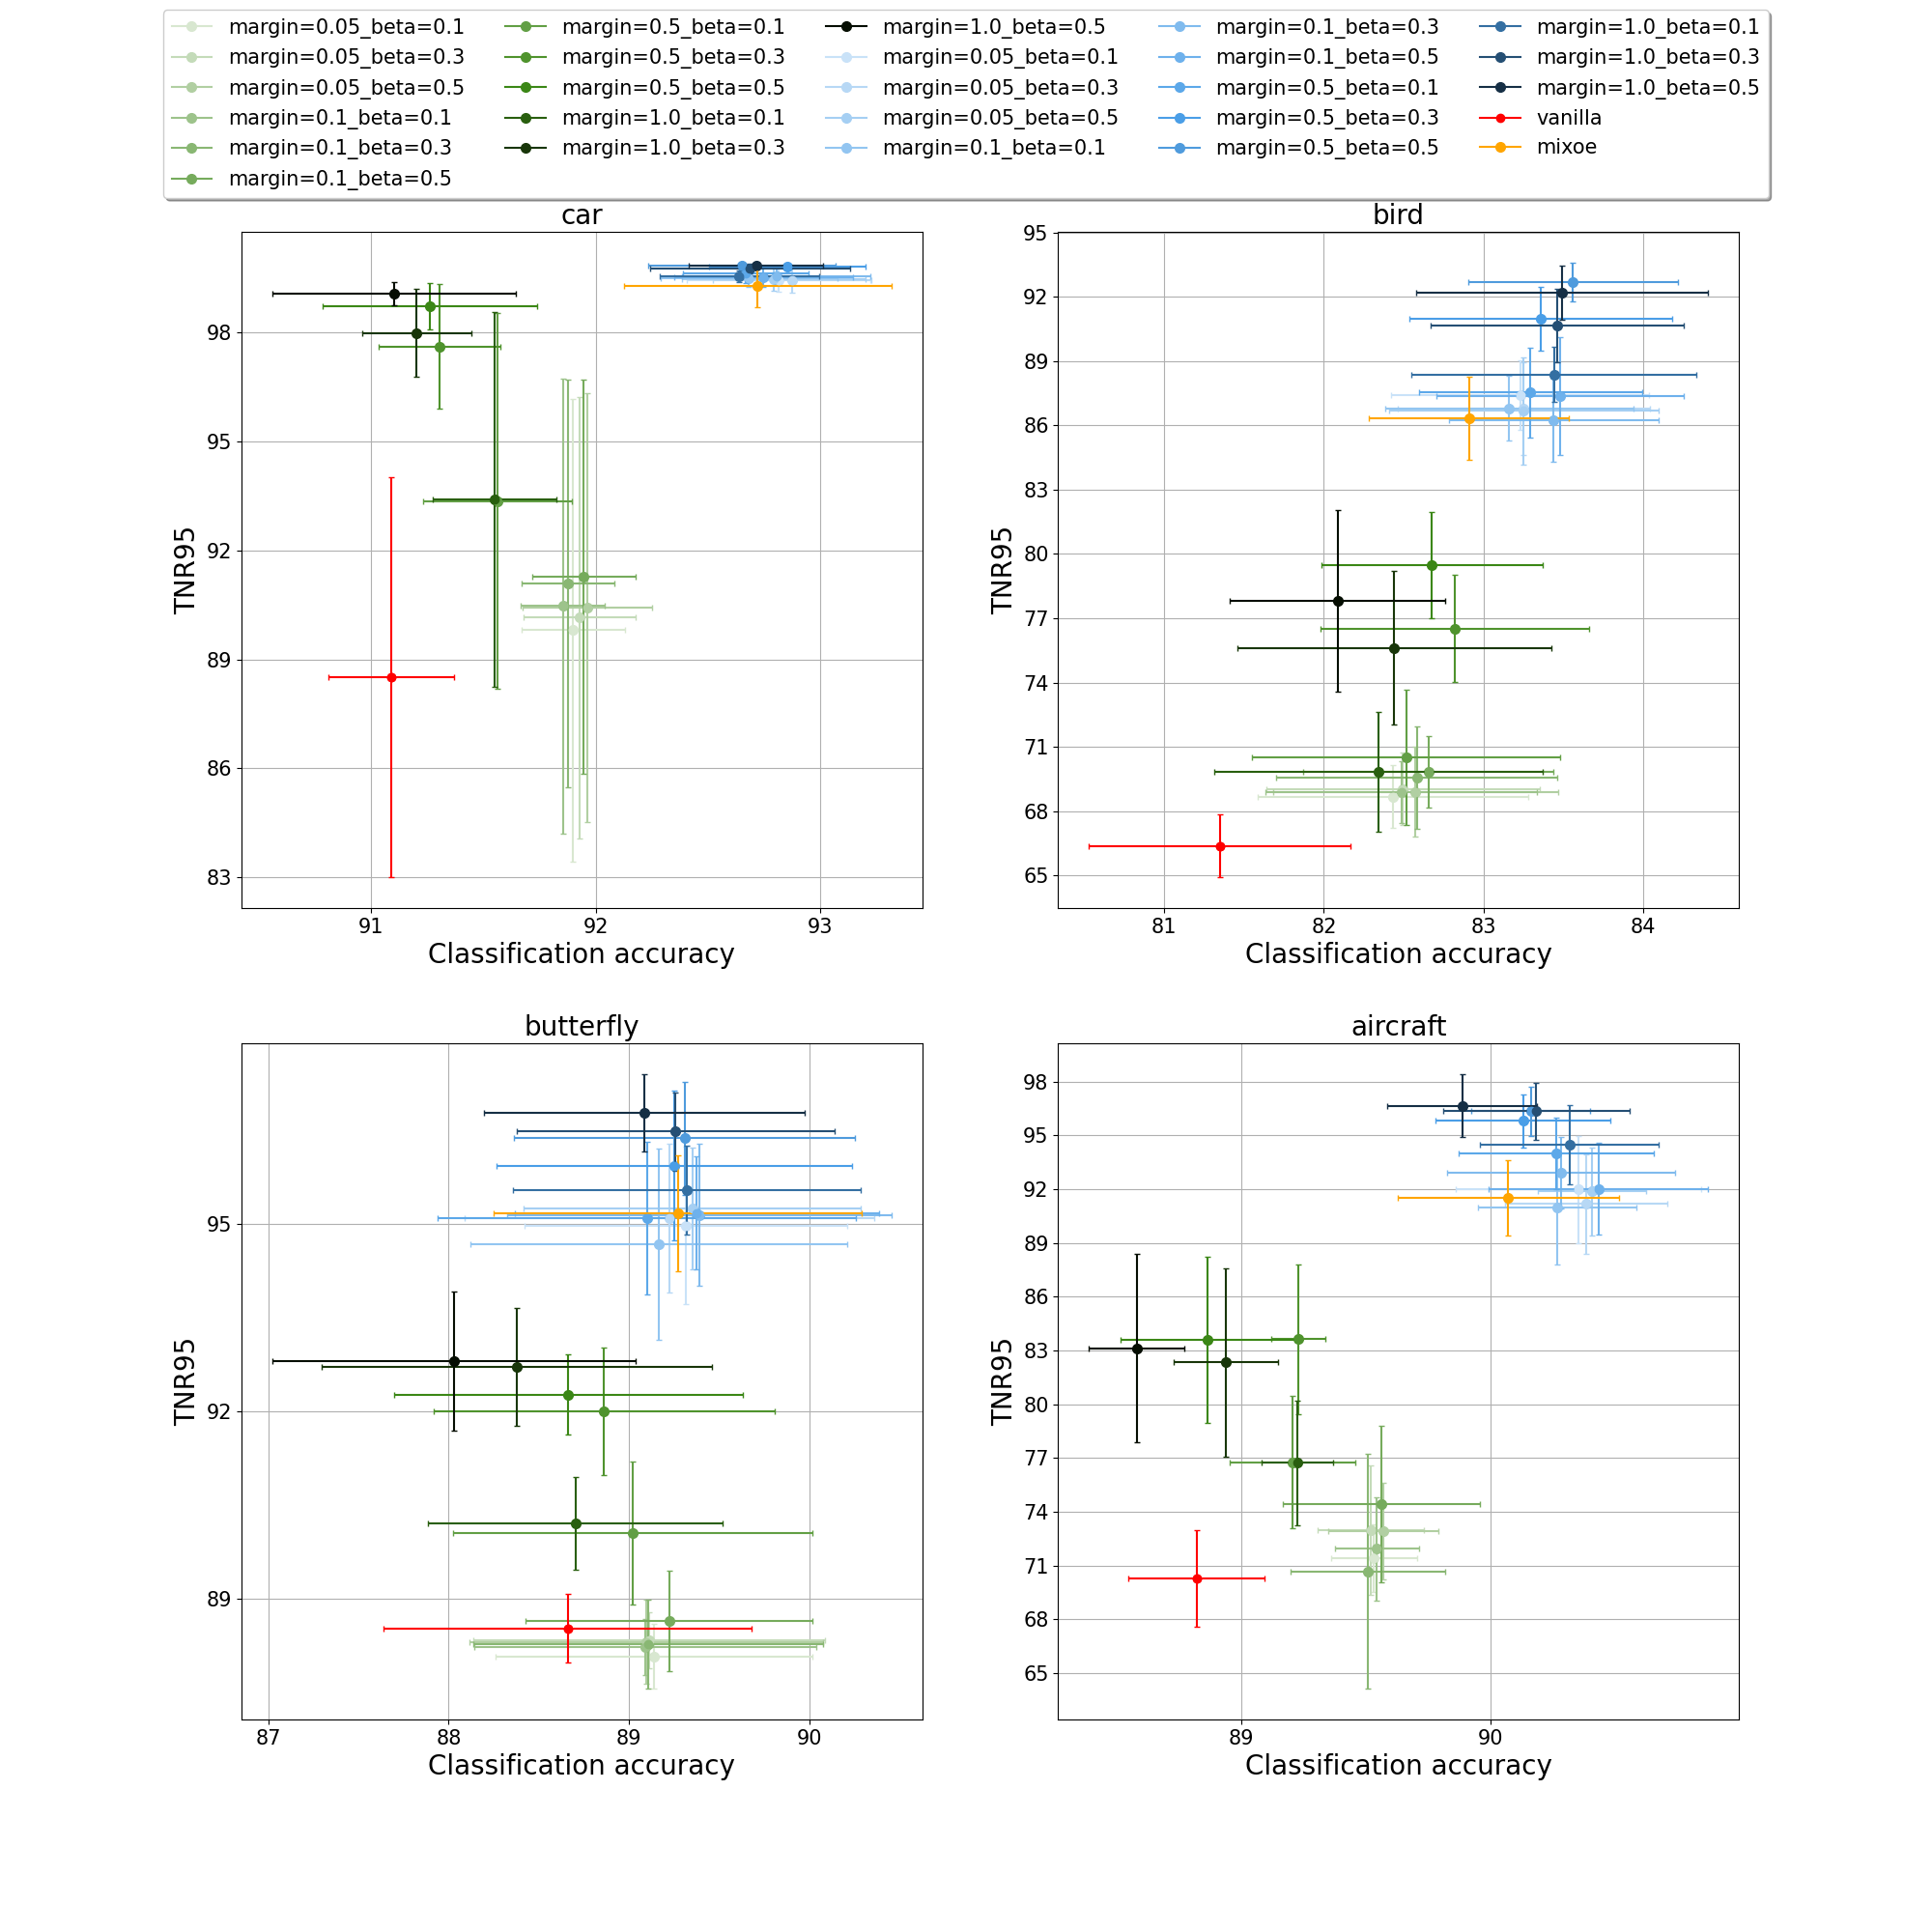 margin=0.05_beta=0.1
margin=0.05_beta=0.3
margin=0.05_beta=0.5
margin=0.1_beta=0.1
margin=0.1_beta=0.3
margin=0.1_beta=0.5
margin=0.5_beta=0.1
margin=0.5_beta=0.3
margin=0.5_beta=0.5
margin=1.0_beta=0.1
margin=1.0_beta=0.3
margin=1.0_beta=0.5
margin=0.05_beta=0.1
margin=0.05_beta=0.3
margin=0.05_beta=0.5
margin=0.1_beta=0.1
margin=0.1_beta=0.3
margin=0.1_beta=0.5
margin=0.5_beta=0.1
margin=0.5_beta=0.3
margin=0.5_beta=0.5
margin=1.0_beta=0.1
margin=1.0_beta=0.3
margin=1.0_beta=0.5
vanilla
mixoe
car
TNR95
98
95
92
89
86
83
91 92 93
Classification accuracy
bird
TNR95
95
92
89
86
83
80
77
74
71
68
65
81 82 83 84
Classification accuracy
butterfly
TNR95
95
92
89
87 88 89 90
Classification accuracy
aircraft
TNR95
98
95
92
89
86
83
80
77
74
71
68
65
89 90
Classification accuracy